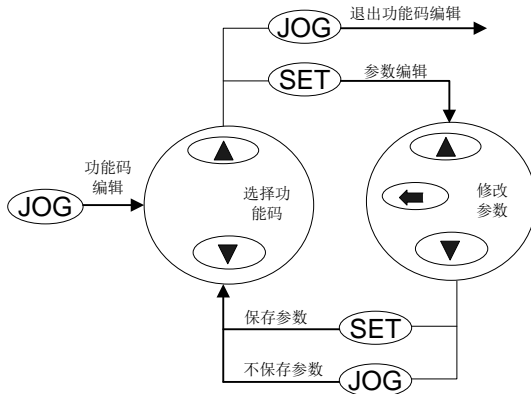 JOG
退出功能码编辑
SET
参数编辑
功能码
编辑
JOG
选择功
能码
修改
参数
保存参数
SET
不保存参数
JOG